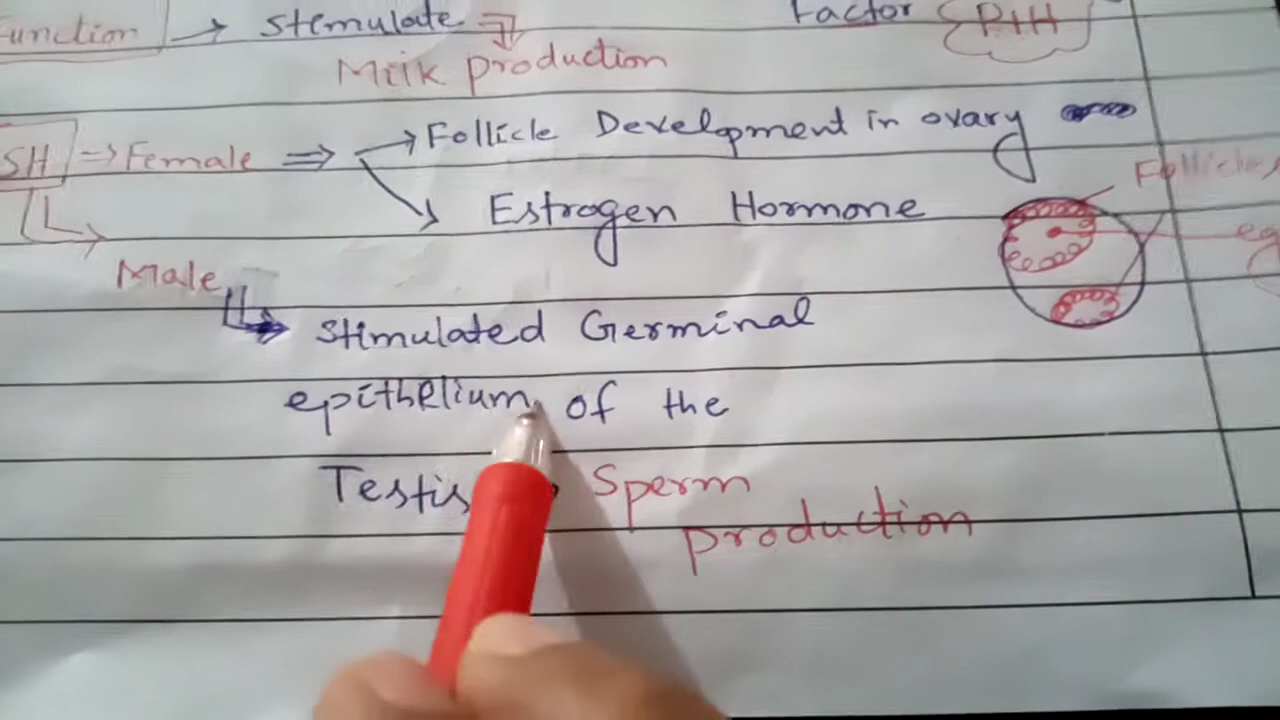 Function → Stimulate
Factor PIH
Milk production
SH ⇒ Female ⇒ → Follicle Development in ovary
→ Estrogen Hormone
Follicles
eg
Male
Stimulated Germinal
epithelium of the
Testis Sperm
production